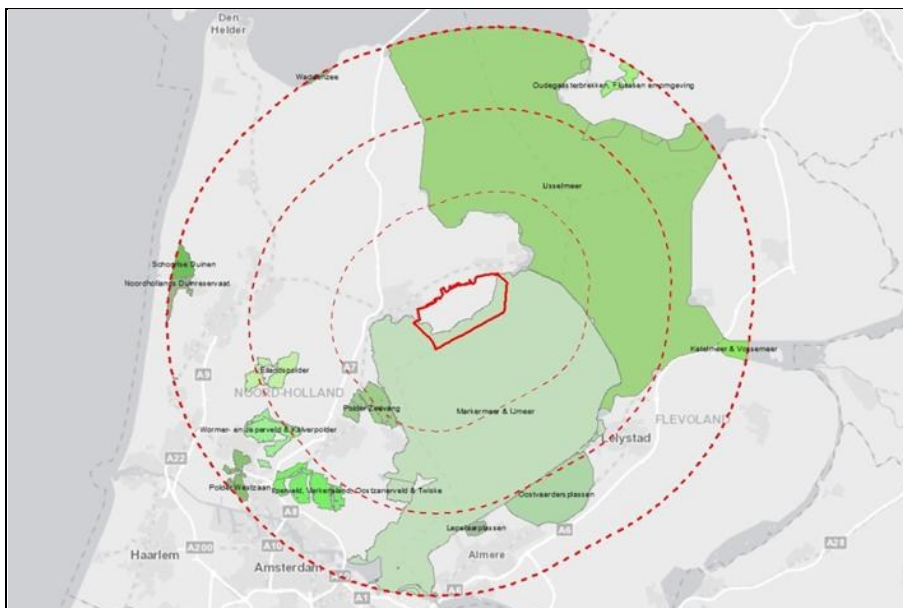 Den
Helder
Waddenzee
Oudegaasterbrekken, Fluessen en omgeving
IJsselmeer
Schoorlse Duinen
Noordhollands Duinreservaat
Ketelmeer & Vossemeer
A7
Eilandspolder
A9
NOORD-HOLLAND
Polder Zeevang
Markermeer & IJmeer
FLEVOLAND
Wormer- en Jisperveld & Kalverpolder
Lelystad
A22
Polder Westzaan
Ilperveld, Varkensland, Oostzanerveld & Twiske
Oostvaardersplassen
A8
Lepelaarplassen
A6
Haarlem
A200
A10
Almere
A28
Amsterdam
A6
A1